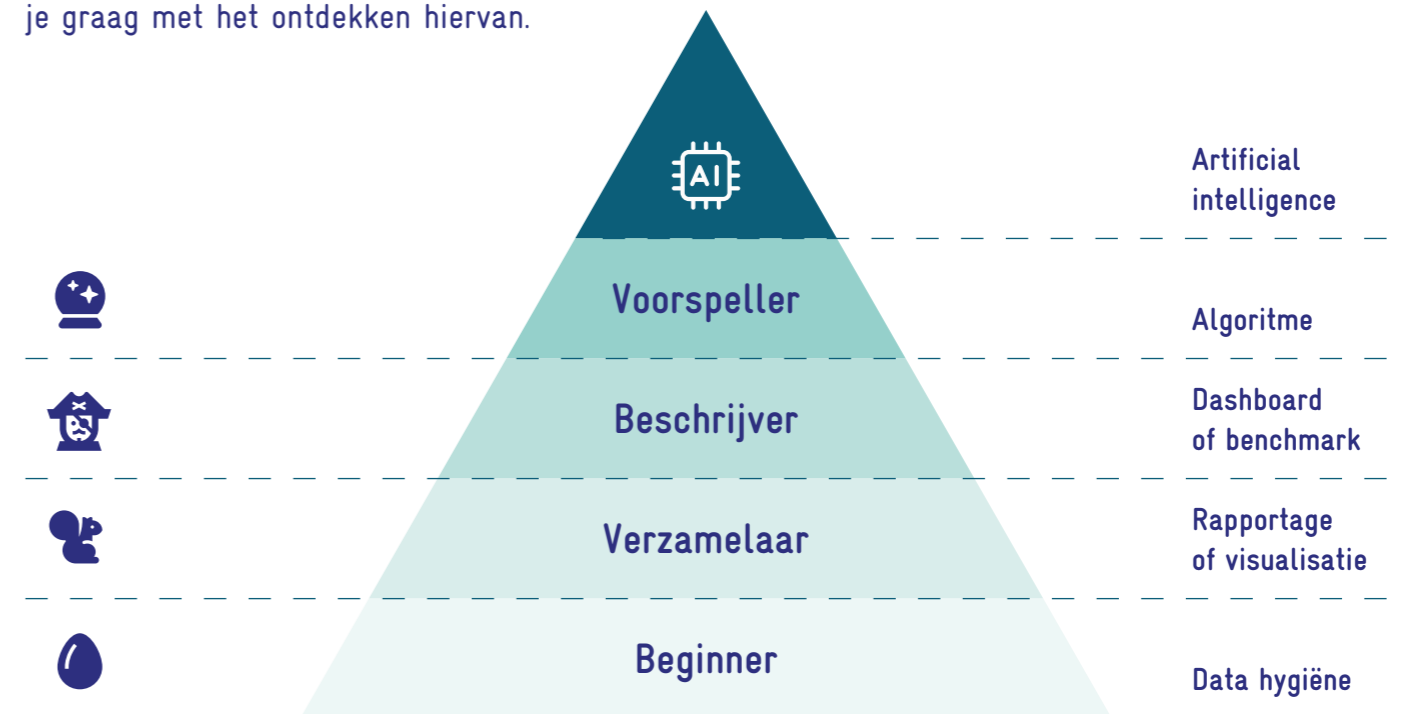 je graag met het ontdekken hiervan.
AI
Artificial
intelligence
Voorspeller
Algoritme
Beschrijver
Dashboard
of benchmark
Verzamelaar
Rapportage
of visualisatie
Beginner
Data hygiëne